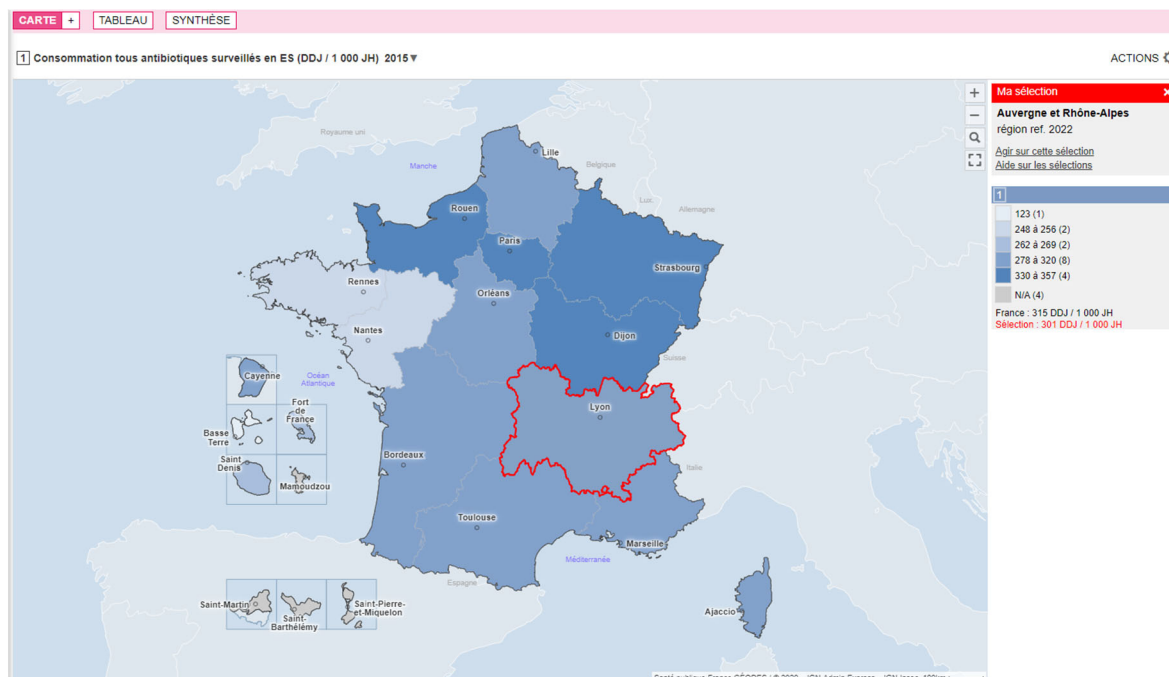 CARTE + TABLEAU SYNTHÈSE
1 Consommation tous antibiotiques surveillés en ES (DDJ / 1 000 JH) 2015▼
ACTIONS
Royaume uni
Manche
Lille
Belgique
Lux.
Allemagne
Rouen
Paris
Strasbourg
Rennes
Orléans
Nantes
Dijon
Suisse
Océan
Atlantique
Cayenne
Fort
de
France
Basse
Terre
Saint
Denis
Mamoudzou
Lyon
Bordeaux
Italie
Toulouse
Marseille
Méditerranée
Espagne
Ajaccio
Saint-Martin
Saint-
Barthélémy
Saint-Pierre-
et-Miquelon
+
−
Ma sélection
Auvergne et Rhône-Alpes
région ref. 2022
Agir sur cette sélection
Aide sur les sélections
1
123 (1)
248 à 256 (2)
262 à 269 (2)
278 à 320 (8)
330 à 357 (4)
N/A (4)
France : 315 DDJ / 1 000 JH
Sélection : 301 DDJ / 1 000 JH